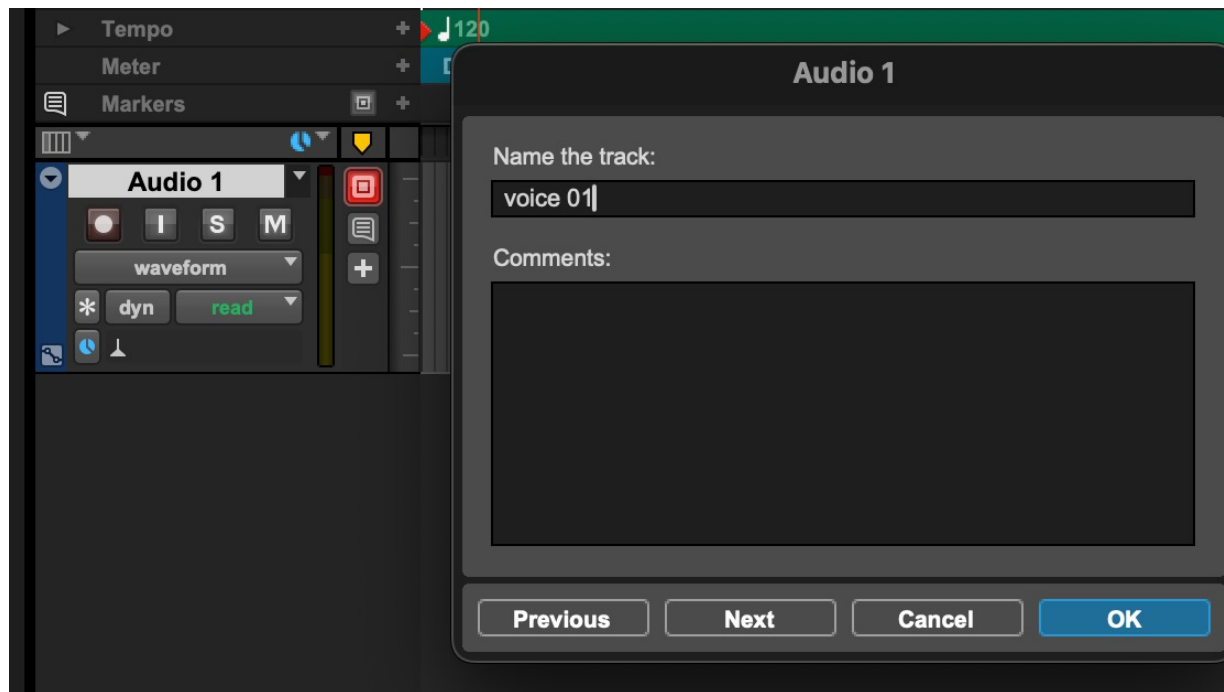 Tempo
+
120
Meter
+
Markers
+
Audio 1
I S M
waveform
+
* dyn read
Audio 1
Name the track:
voice 01
Comments:
Previous Next Cancel OK